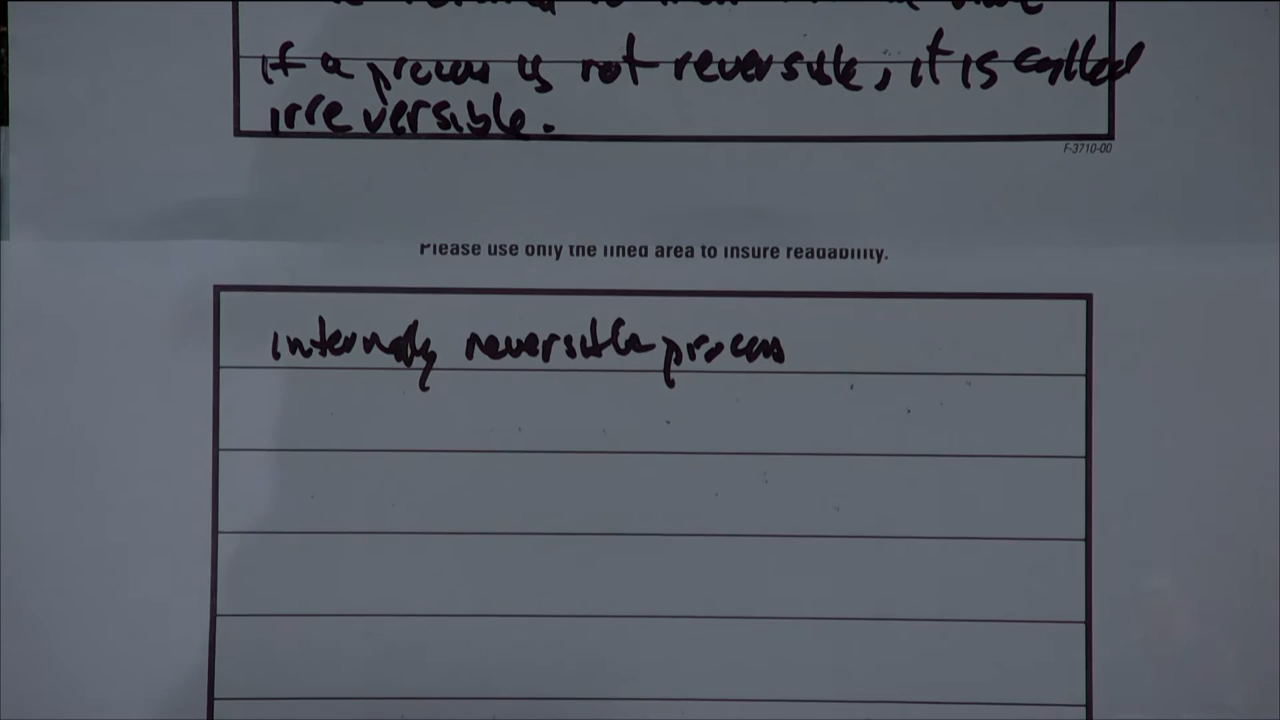 if a process is not reversible, it is called
irreversible.
F-3710-00
Please use only the lined area to insure readability.
internally reversible process